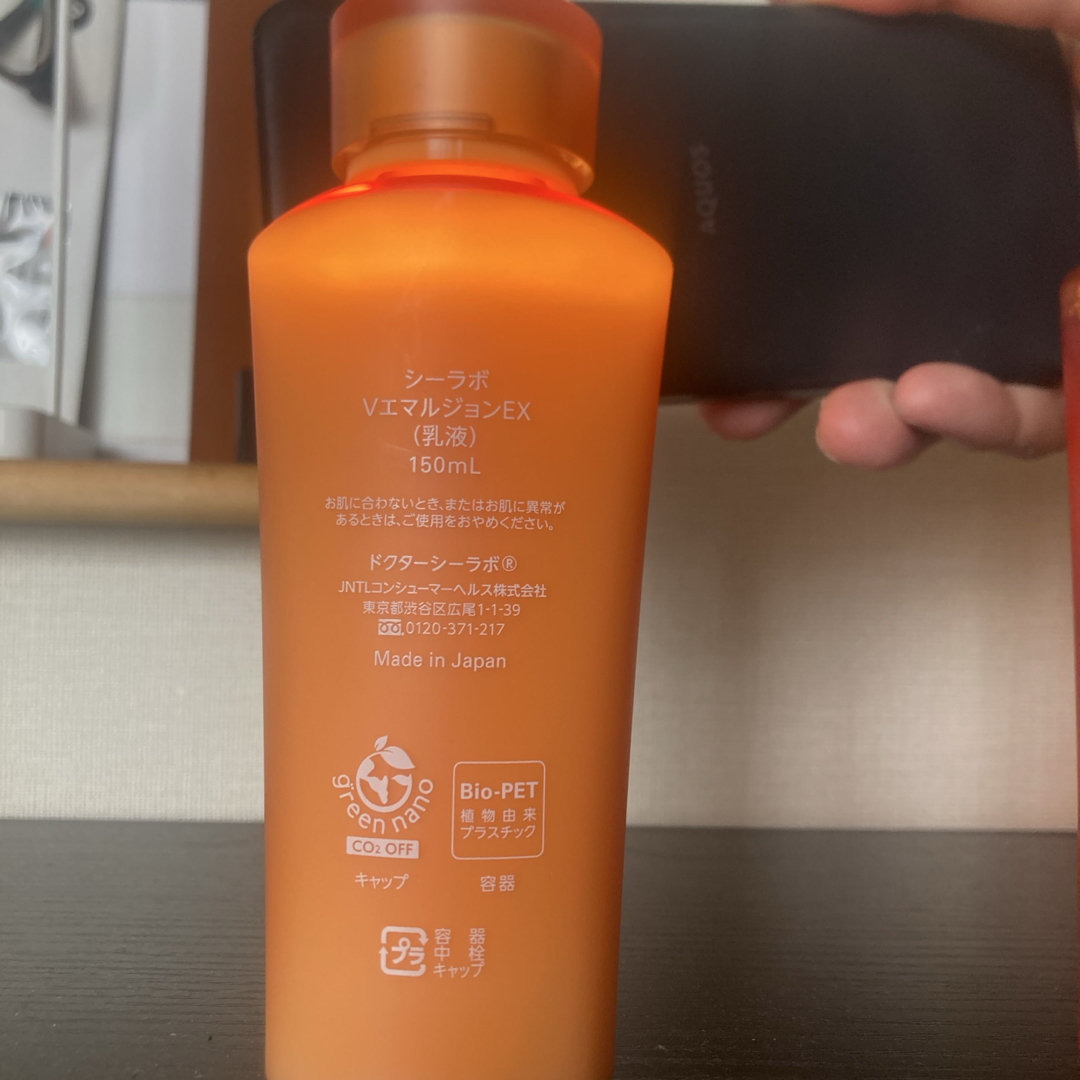 AQUOS
シーラボ
VエマルジョンEX
(乳液)
150mL
お肌に合わないとき、またはお肌に異常が
あるときは、ご使用をおやめください。
ドクターシーラボ®
JNTLコンシューマーヘルス株式会社
東京都渋谷区広尾1-1-39
0120-371-217
Made in Japan
green nano
CO₂ OFF
キャップ
Bio-PET
植物由来
プラスチック
容器
プラ
容器
中栓
キャップ